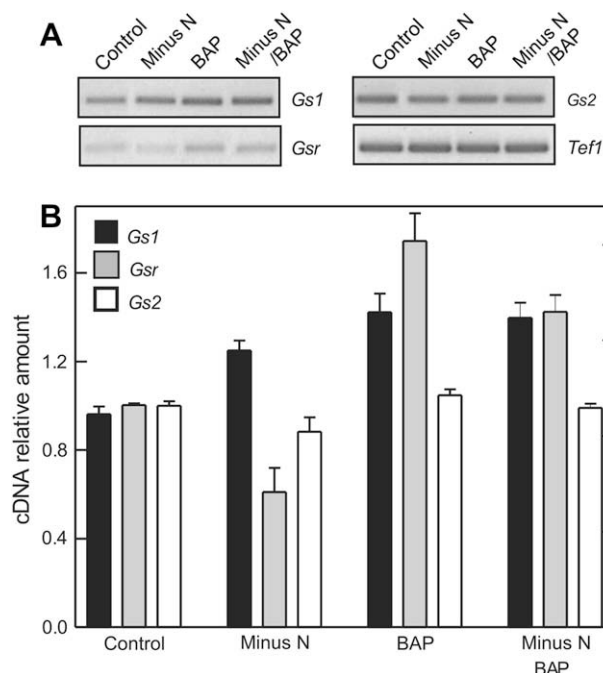 A
Control
Minus N
BAP
Minus N
/BAP
Gs1
Gsr
Control
Minus N
BAP
Minus N
/BAP
Gs2
Tef1
B
Gs1
Gsr
Gs2
cDNA relative amount
1.6
1.2
0.8
0.4
0
Control
Minus N
BAP
Minus N
BAP